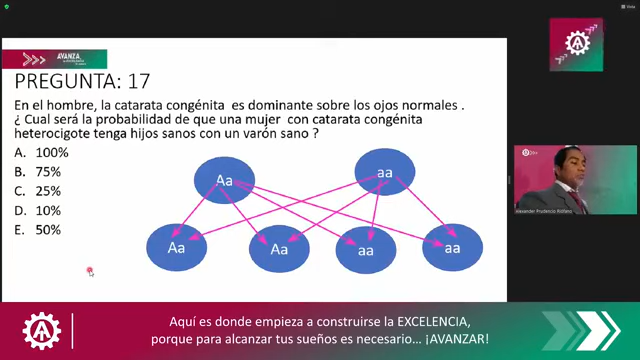 AVANZA
PREGUNTA: 17
En el hombre, la catarata congénita es dominante sobre los ojos normales .
¿ Cual será la probabilidad de que una mujer con catarata congénita
heterocigote tenga hijos sanos con un varón sano ?
A. 100%
B. 75%
C. 25%
D. 10%
E. 50%
Aa
aa
Aa
Aa
aa
aa
Alexander Prudencio Rolifano
Aquí es donde empieza a construirse la EXCELENCIA,
porque para alcanzar tus sueños es necesario... ¡AVANZAR!